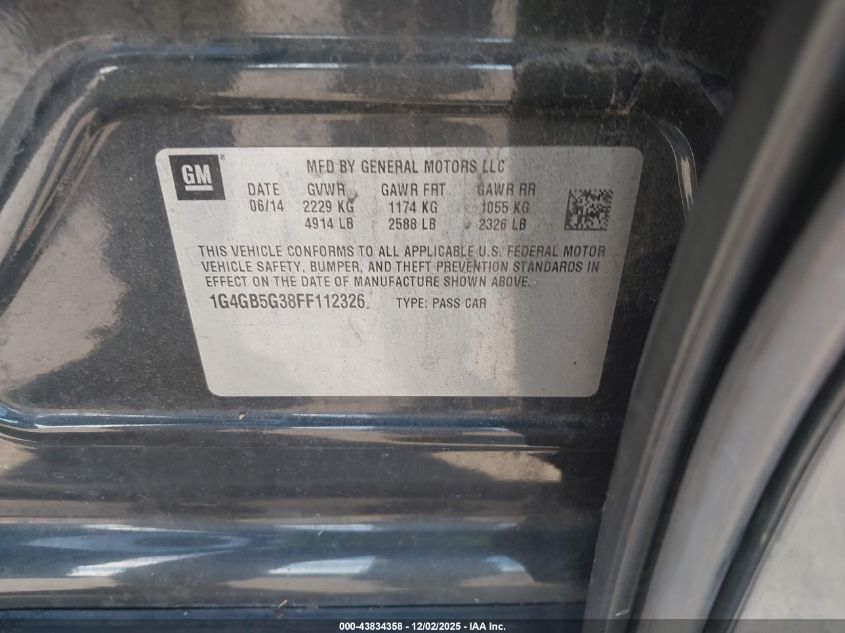 GM
MFD BY GENERAL MOTORS LLC
DATE GVWR GAWR FRT GAWR RR
06/14 2229 KG 1174 KG 1055 KG
4914 LB 2588 LB 2326 LB
THIS VEHICLE CONFORMS TO ALL APPLICABLE U.S. FEDERAL MOTOR
VEHICLE SAFETY, BUMPER, AND THEFT PREVENTION STANDARDS IN
EFFECT ON THE DATE OF MANUFACTURE SHOWN ABOVE.
1G4GB5G38FF112326 TYPE: PASS CAR
000-43834358 - 12/02/2025 - IAA Inc.